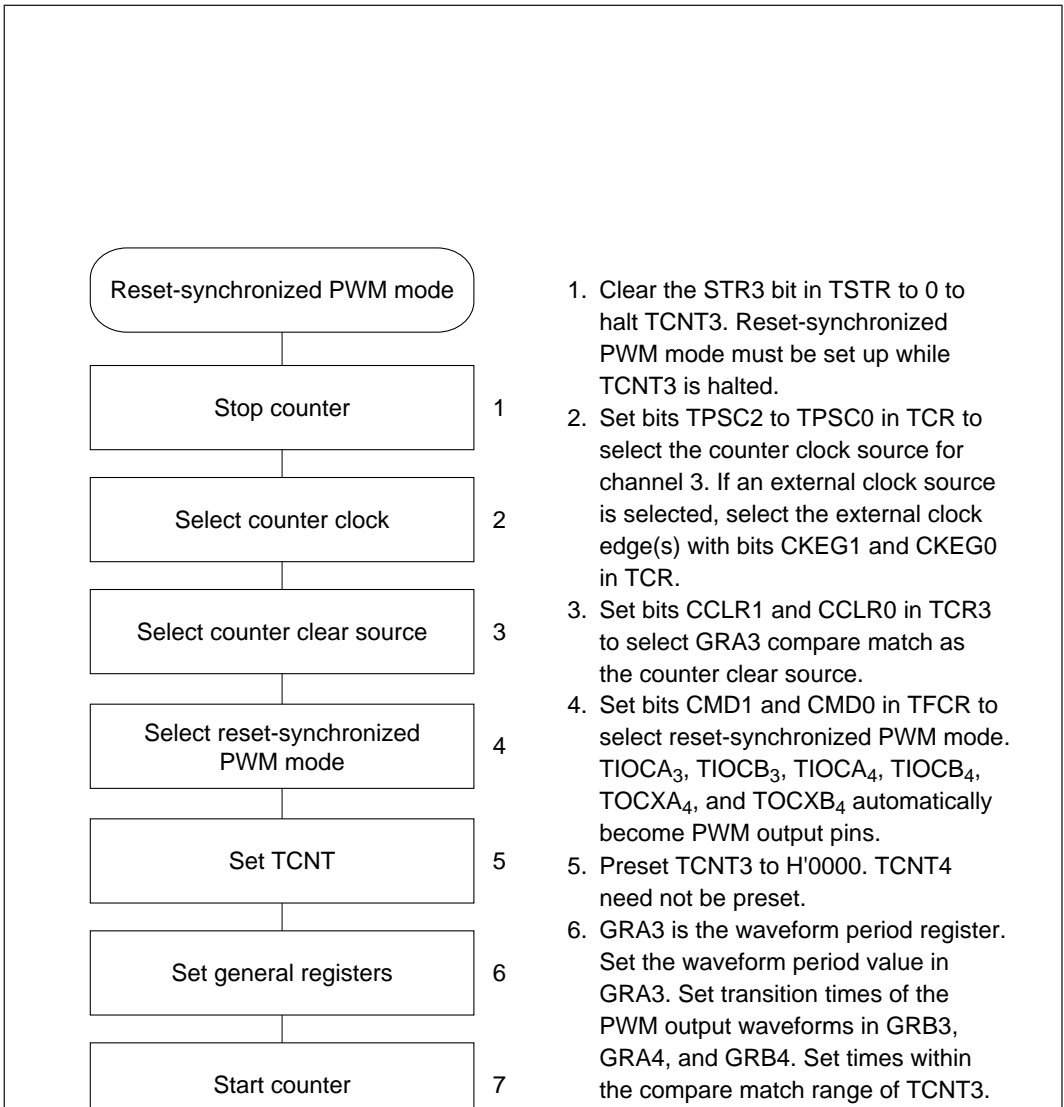 Reset-synchronized PWM mode
Stop counter
1
Select counter clock
2
Select counter clear source
3
Select reset-synchronized
PWM mode
4
Set TCNT
5
Set general registers
6
Start counter
7
1. Clear the STR3 bit in TSTR to 0 to
halt TCNT3. Reset-synchronized
PWM mode must be set up while
TCNT3 is halted.
2. Set bits TPSC2 to TPSC0 in TCR to
select the counter clock source for
channel 3. If an external clock source
is selected, select the external clock
edge(s) with bits CKEG1 and CKEG0
in TCR.
3. Set bits CCLR1 and CCLR0 in TCR3
to select GRA3 compare match as
the counter clear source.
4. Set bits CMD1 and CMD0 in TFCR to
select reset-synchronized PWM mode.
TIOCA₃, TIOCB₃, TIOCA₄, TIOCB₄,
TOCXA₄, and TOCXB₄ automatically
become PWM output pins.
5. Preset TCNT3 to H'0000. TCNT4
need not be preset.
6. GRA3 is the waveform period register.
Set the waveform period value in
GRA3. Set transition times of the
PWM output waveforms in GRB3,
GRA4, and GRB4. Set times within
the compare match range of TCNT3.